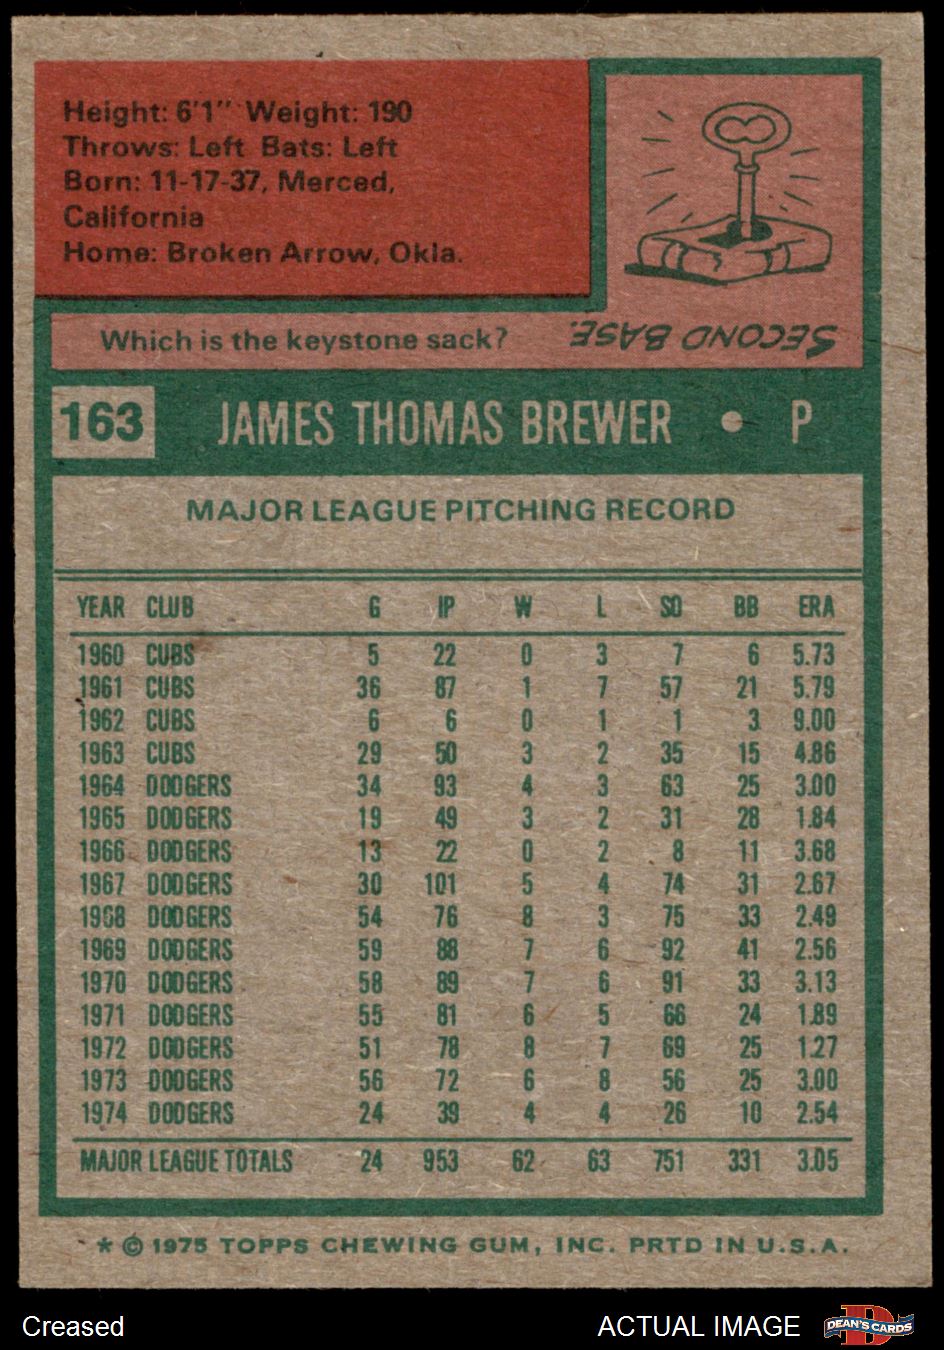 Height: 6'1" Weight: 190
Throws: Left Bats: Left
Born: 11-17-37, Merced,
California
Home: Broken Arrow, Okla.
Which is the keystone sack?
SECOND BASE.
163 JAMES THOMAS BREWER • P
MAJOR LEAGUE PITCHING RECORD
YEAR CLUB G IP W L SO BB ERA
1960 CUBS 5 22 0 3 7 6 5.73
1961 CUBS 36 87 1 7 57 21 5.79
1962 CUBS 6 6 0 1 1 3 9.00
1963 CUBS 29 50 3 2 35 15 4.86
1964 DODGERS 34 93 4 3 63 25 3.00
1965 DODGERS 19 49 3 2 31 28 1.84
1966 DODGERS 13 22 0 2 8 11 3.68
1967 DODGERS 30 101 5 4 74 31 2.67
1968 DODGERS 54 76 8 3 75 33 2.49
1969 DODGERS 59 88 7 6 92 41 2.56
1970 DODGERS 58 89 7 6 91 33 3.13
1971 DODGERS 55 81 6 5 66 24 1.89
1972 DODGERS 51 78 8 7 69 25 1.27
1973 DODGERS 56 72 6 8 56 25 3.00
1974 DODGERS 24 39 4 4 26 10 2.54
MAJOR LEAGUE TOTALS 24 953 62 63 751 331 3.05
* © 1975 TOPPS CHEWING GUM, INC. PRTD IN U.S.A.
Creased
ACTUAL IMAGE
D
DEAN'S CARDS